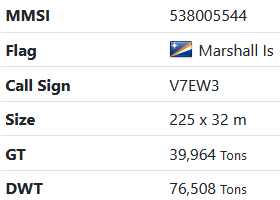 MMSI 538005544
Flag Marshall Is
Call Sign V7EW3
Size 225 x 32 m
GT 39,964 Tons
DWT 76,508 Tons